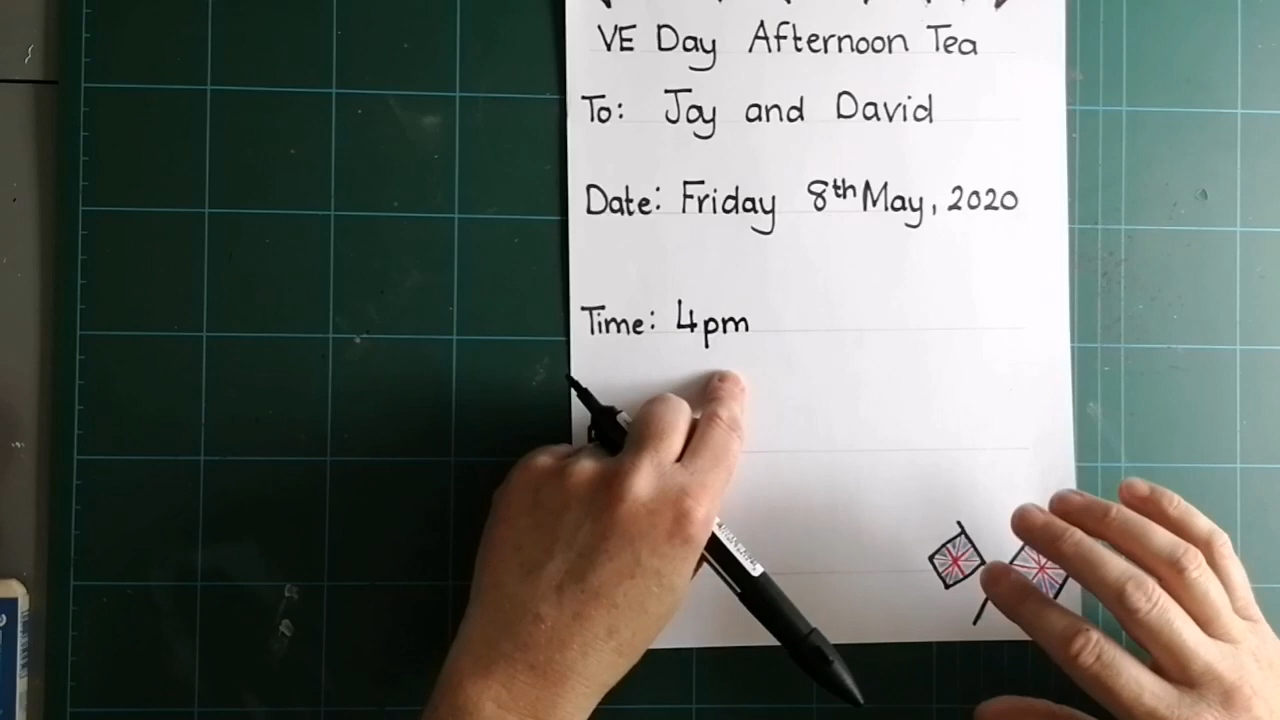 VE Day Afternoon Tea
To: Joy and David
Date: Friday 8th May, 2020
Time: 4pm